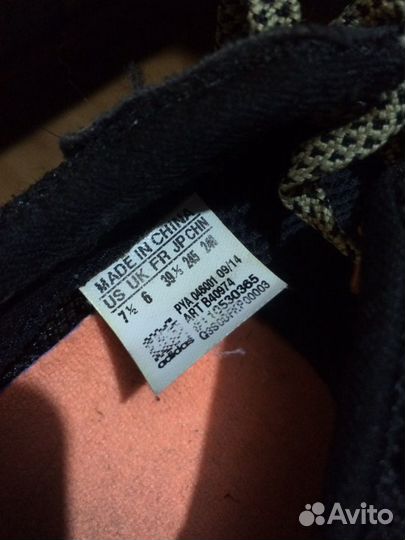 MADE IN CHINA
US UK FR JP CHN
7½ 6 39⅓ 245 240
PYA 048001 09/14
ART B40974
adidas
Avito